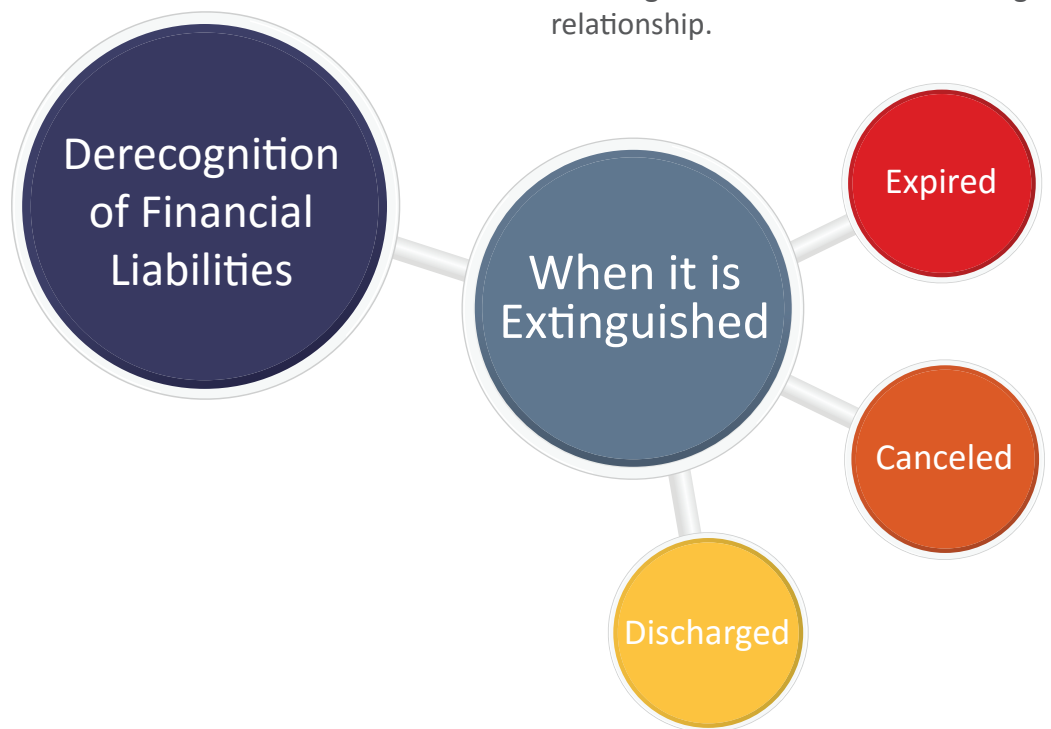 relationship.
Derecognition
of Financial
Liabilities
When it is
Extinguished
Expired
Canceled
Discharged